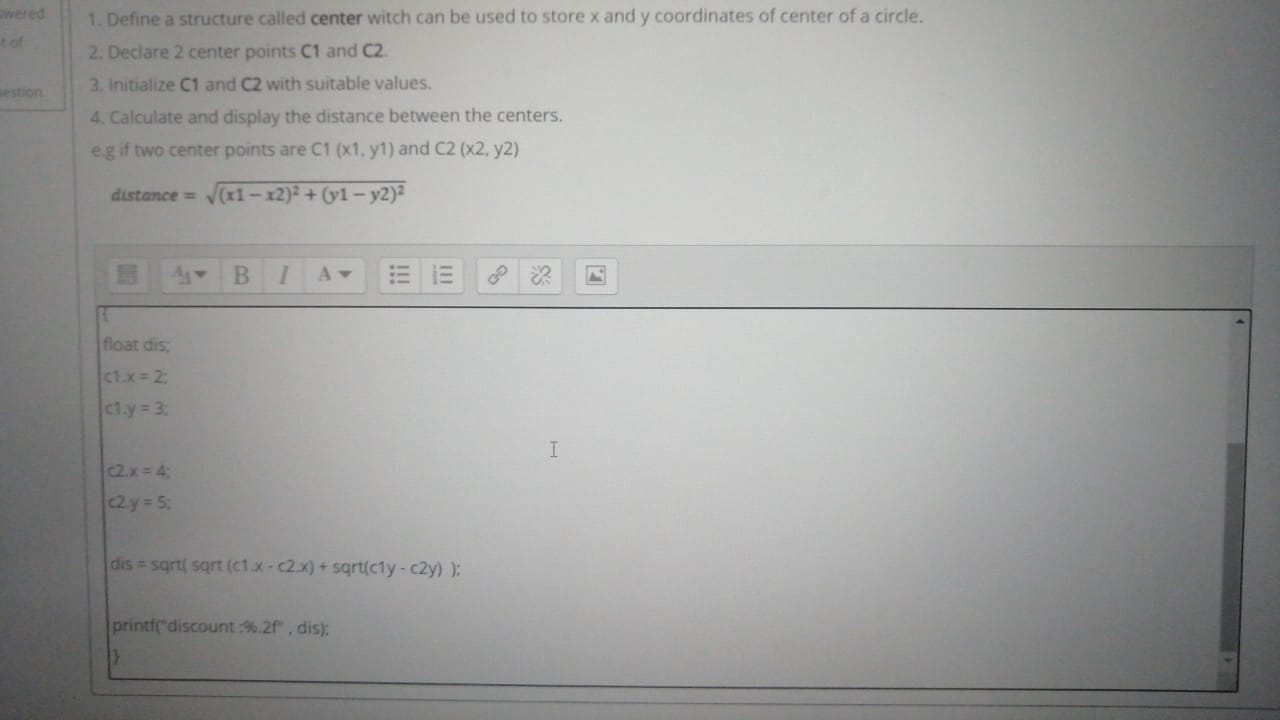 wered
t of
estion
1. Define a structure called center witch can be used to store x and y coordinates of center of a circle.
2. Declare 2 center points C1 and C2.
3. Initialize C1 and C2 with suitable values.
4. Calculate and display the distance between the centers.
e.g if two center points are C1 (x1, y1) and C2 (x2, y2)
distance = √(x1 – x2)² + (y1 – y2)²
B I A
{
float dis;
c1.x = 2;
c1.y = 3;
c2.x = 4;
c2.y = 5;
dis = sqrt( sqrt (c1.x - c2.x) + sqrt(c1y - c2y) );
printf("discount :%.2f" , dis);
}